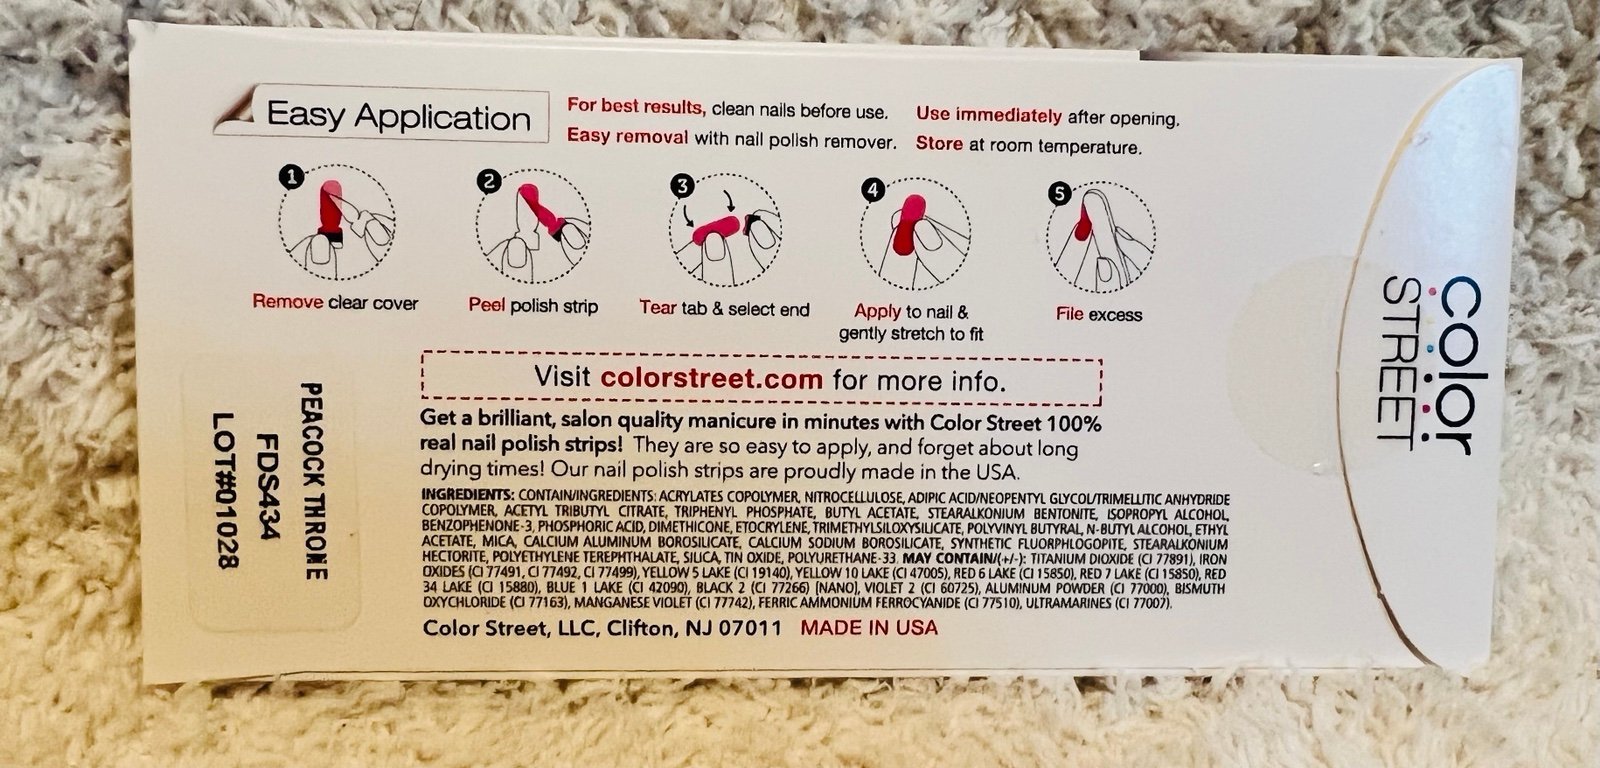 Easy Application
For best results, clean nails before use.
Easy removal with nail polish remover.
Use immediately after opening.
Store at room temperature.
1
Remove clear cover
2
Peel polish strip
3
Tear tab & select end
4
Apply to nail &
gently stretch to fit
5
File excess
Visit colorstreet.com for more info.
Get a brilliant, salon quality manicure in minutes with Color Street 100%
real nail polish strips! They are so easy to apply, and forget about long
drying times! Our nail polish strips are proudly made in the USA.
INGREDIENTS: CONTAIN/INGREDIENTS: ACRYLATES COPOLYMER, NITROCELLULOSE, ADIPIC ACID/NEOPENTYL GLYCOL/TRIMELLITIC ANHYDRIDE
COPOLYMER, ACETYL TRIBUTYL CITRATE, TRIPHENYL PHOSPHATE, BUTYL ACETATE, STEARALKONIUM BENTONITE, ISOPROPYL ALCOHOL,
BENZOPHENONE-3, PHOSPHORIC ACID, DIMETHICONE, ETOCRYLENE, TRIMETHYLSILOXYSILICATE, POLYVINYL BUTYRAL, N-BUTYL ALCOHOL, ETHYL
ACETATE, MICA, CALCIUM ALUMINUM BOROSILICATE, CALCIUM SODIUM BOROSILICATE, SYNTHETIC FLUORPHLOGOPITE, STEARALKONIUM
HECTORITE, POLYETHYLENE TEREPHTHALATE, SILICA, TIN OXIDE, POLYURETHANE-33. MAY CONTAIN/(+/-): TITANIUM DIOXIDE (CI 77891), IRON
OXIDES (CI 77491, CI 77492, CI 77499), YELLOW 5 LAKE (CI 19140), YELLOW 10 LAKE (CI 47005), RED 6 LAKE (CI 15850), RED 7 LAKE (CI 15850), RED
34 LAKE (CI 15880), BLUE 1 LAKE (CI 42090), BLACK 2 (CI 77266) [NANO], VIOLET 2 (CI 60725), ALUMINUM POWDER (CI 77000), BISMUTH
OXYCHLORIDE (CI 77163), MANGANESE VIOLET (CI 77742), FERRIC AMMONIUM FERROCYANIDE (CI 77510), ULTRAMARINES (CI 77007).
Color Street, LLC, Clifton, NJ 07011 MADE IN USA
PEACOCK THRONE
FDS434
LOT#01028
color
STREET